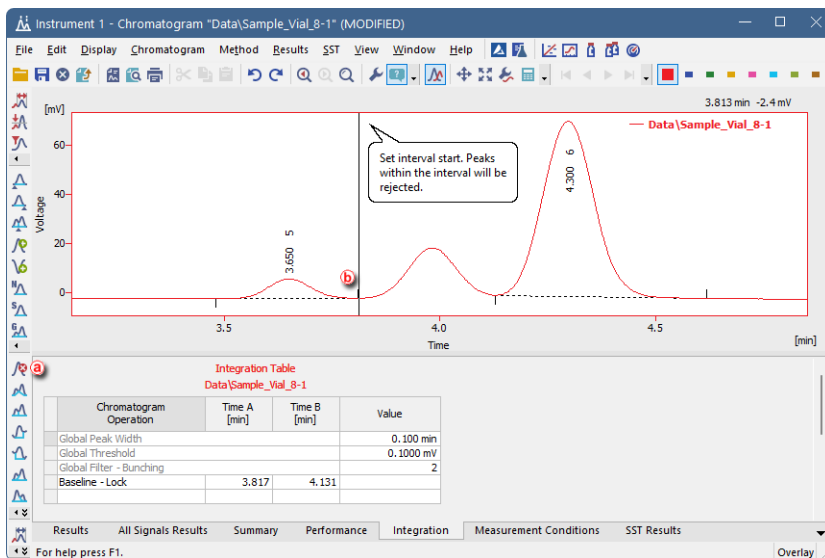 Instrument 1 - Chromatogram "Data\Sample_Vial_8-1" (MODIFIED)
File Edit Display Chromatogram Method Results SST View Window Help
3.813 min -2.4 mV
[mV]
Data\Sample_Vial_8-1
Set interval start. Peaks
within the interval will be
rejected.
60
40
20
0
Voltage
3.650 5
b
4.300 6
3.5 4.0 4.5
Time
[min]
a
Integration Table
Data\Sample_Vial_8-1
Chromatogram Operation Time A [min] Time B [min] Value
Global Peak Width 0.100 min
Global Threshold 0.1000 mV
Global Filter - Bunching 2
Baseline - Lock 3.817 4.131
Results All Signals Results Summary Performance Integration Measurement Conditions SST Results
For help press F1. Overlay